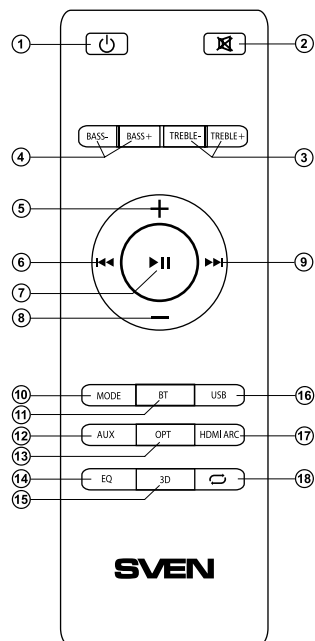 1 2
BASS- BASS+ TREBLE- TREBLE+
4 3
5
6 9
7
8
10 MODE BT USB 16
11
12 AUX OPT HDMI ARC 17
13
14 EQ 3D 18
15
SVEN